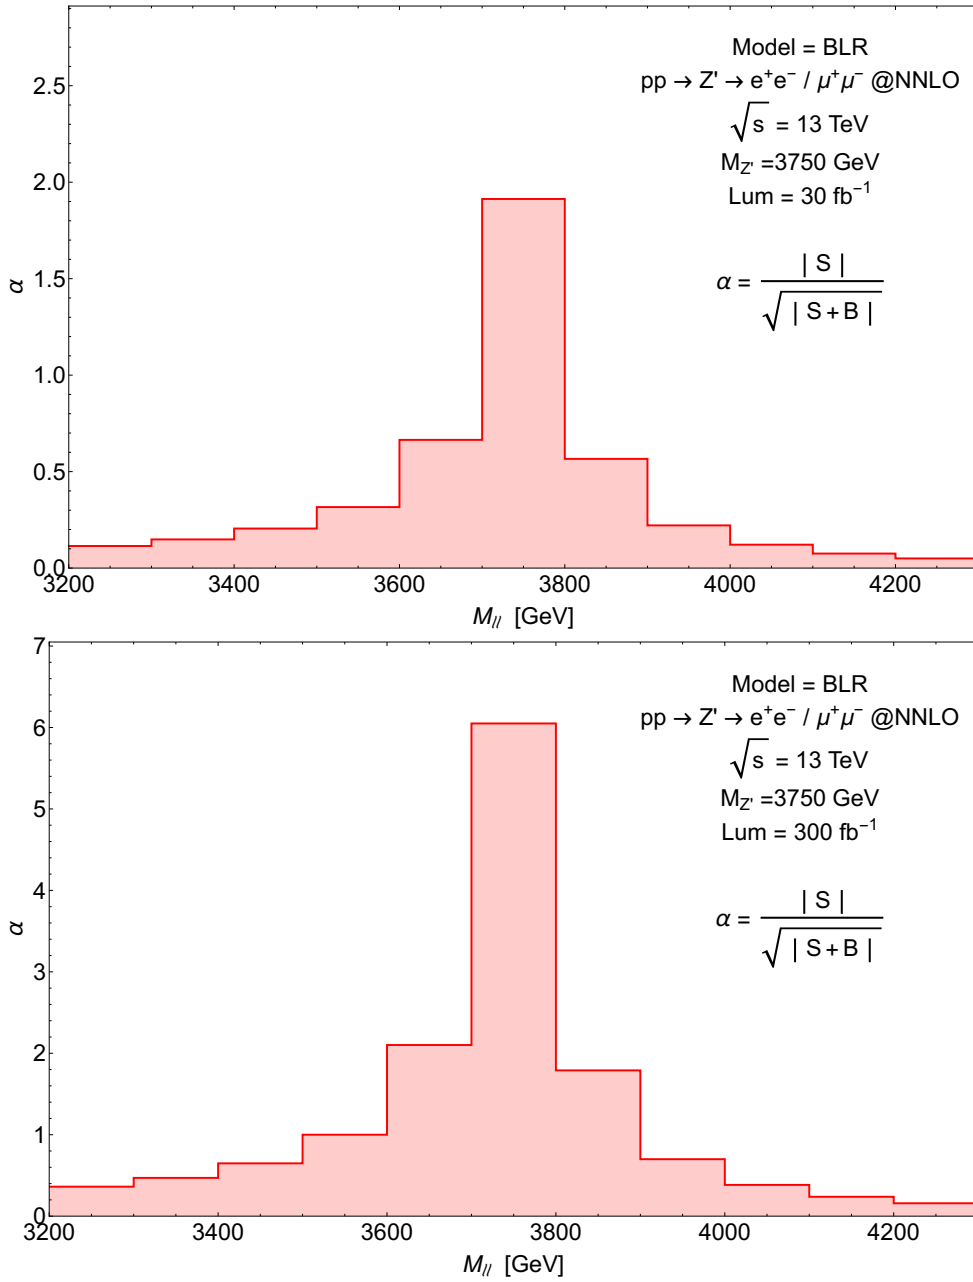 Model = BLR
pp → Z' → e⁺e⁻ / μ⁺μ⁻ @NNLO
√s = 13 TeV
M_Z' =3750 GeV
Lum = 30 fb⁻¹
α = | S | / √| S + B |
2.5
2.0
1.5
1.0
0.5
0.0
α
3200 3400 3600 3800 4000 4200
M_ll [GeV]
Model = BLR
pp → Z' → e⁺e⁻ / μ⁺μ⁻ @NNLO
√s = 13 TeV
M_Z' =3750 GeV
Lum = 300 fb⁻¹
α = | S | / √| S + B |
7
6
5
4
3
2
1
0
α
3200 3400 3600 3800 4000 4200
M_ll [GeV]